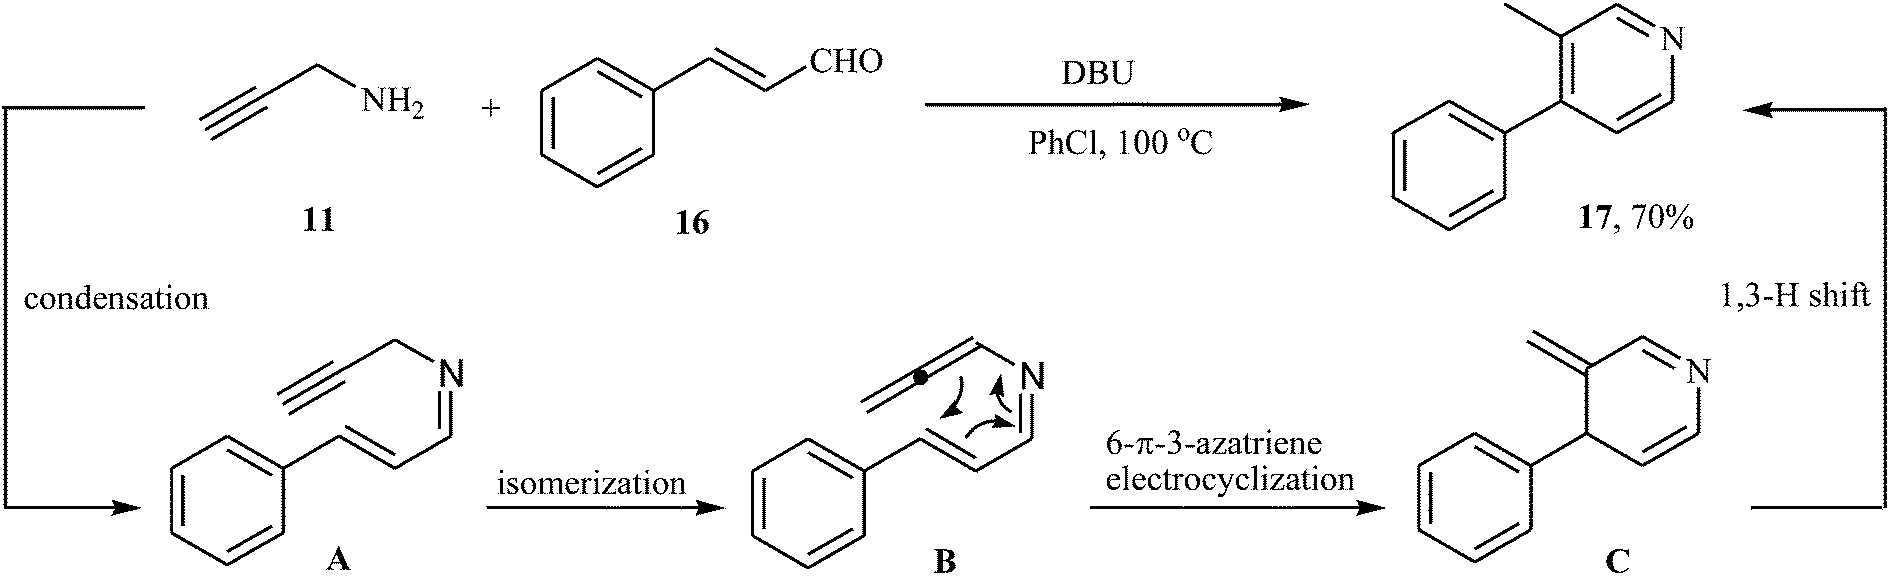 N
CHO
DBU
NH2
+
PhCl, 100 °C
11
16
17, 70%
condensation
1,3-H shift
N
N
N
6-π-3-azatriene
electrocyclization
isomerization
A
B
C